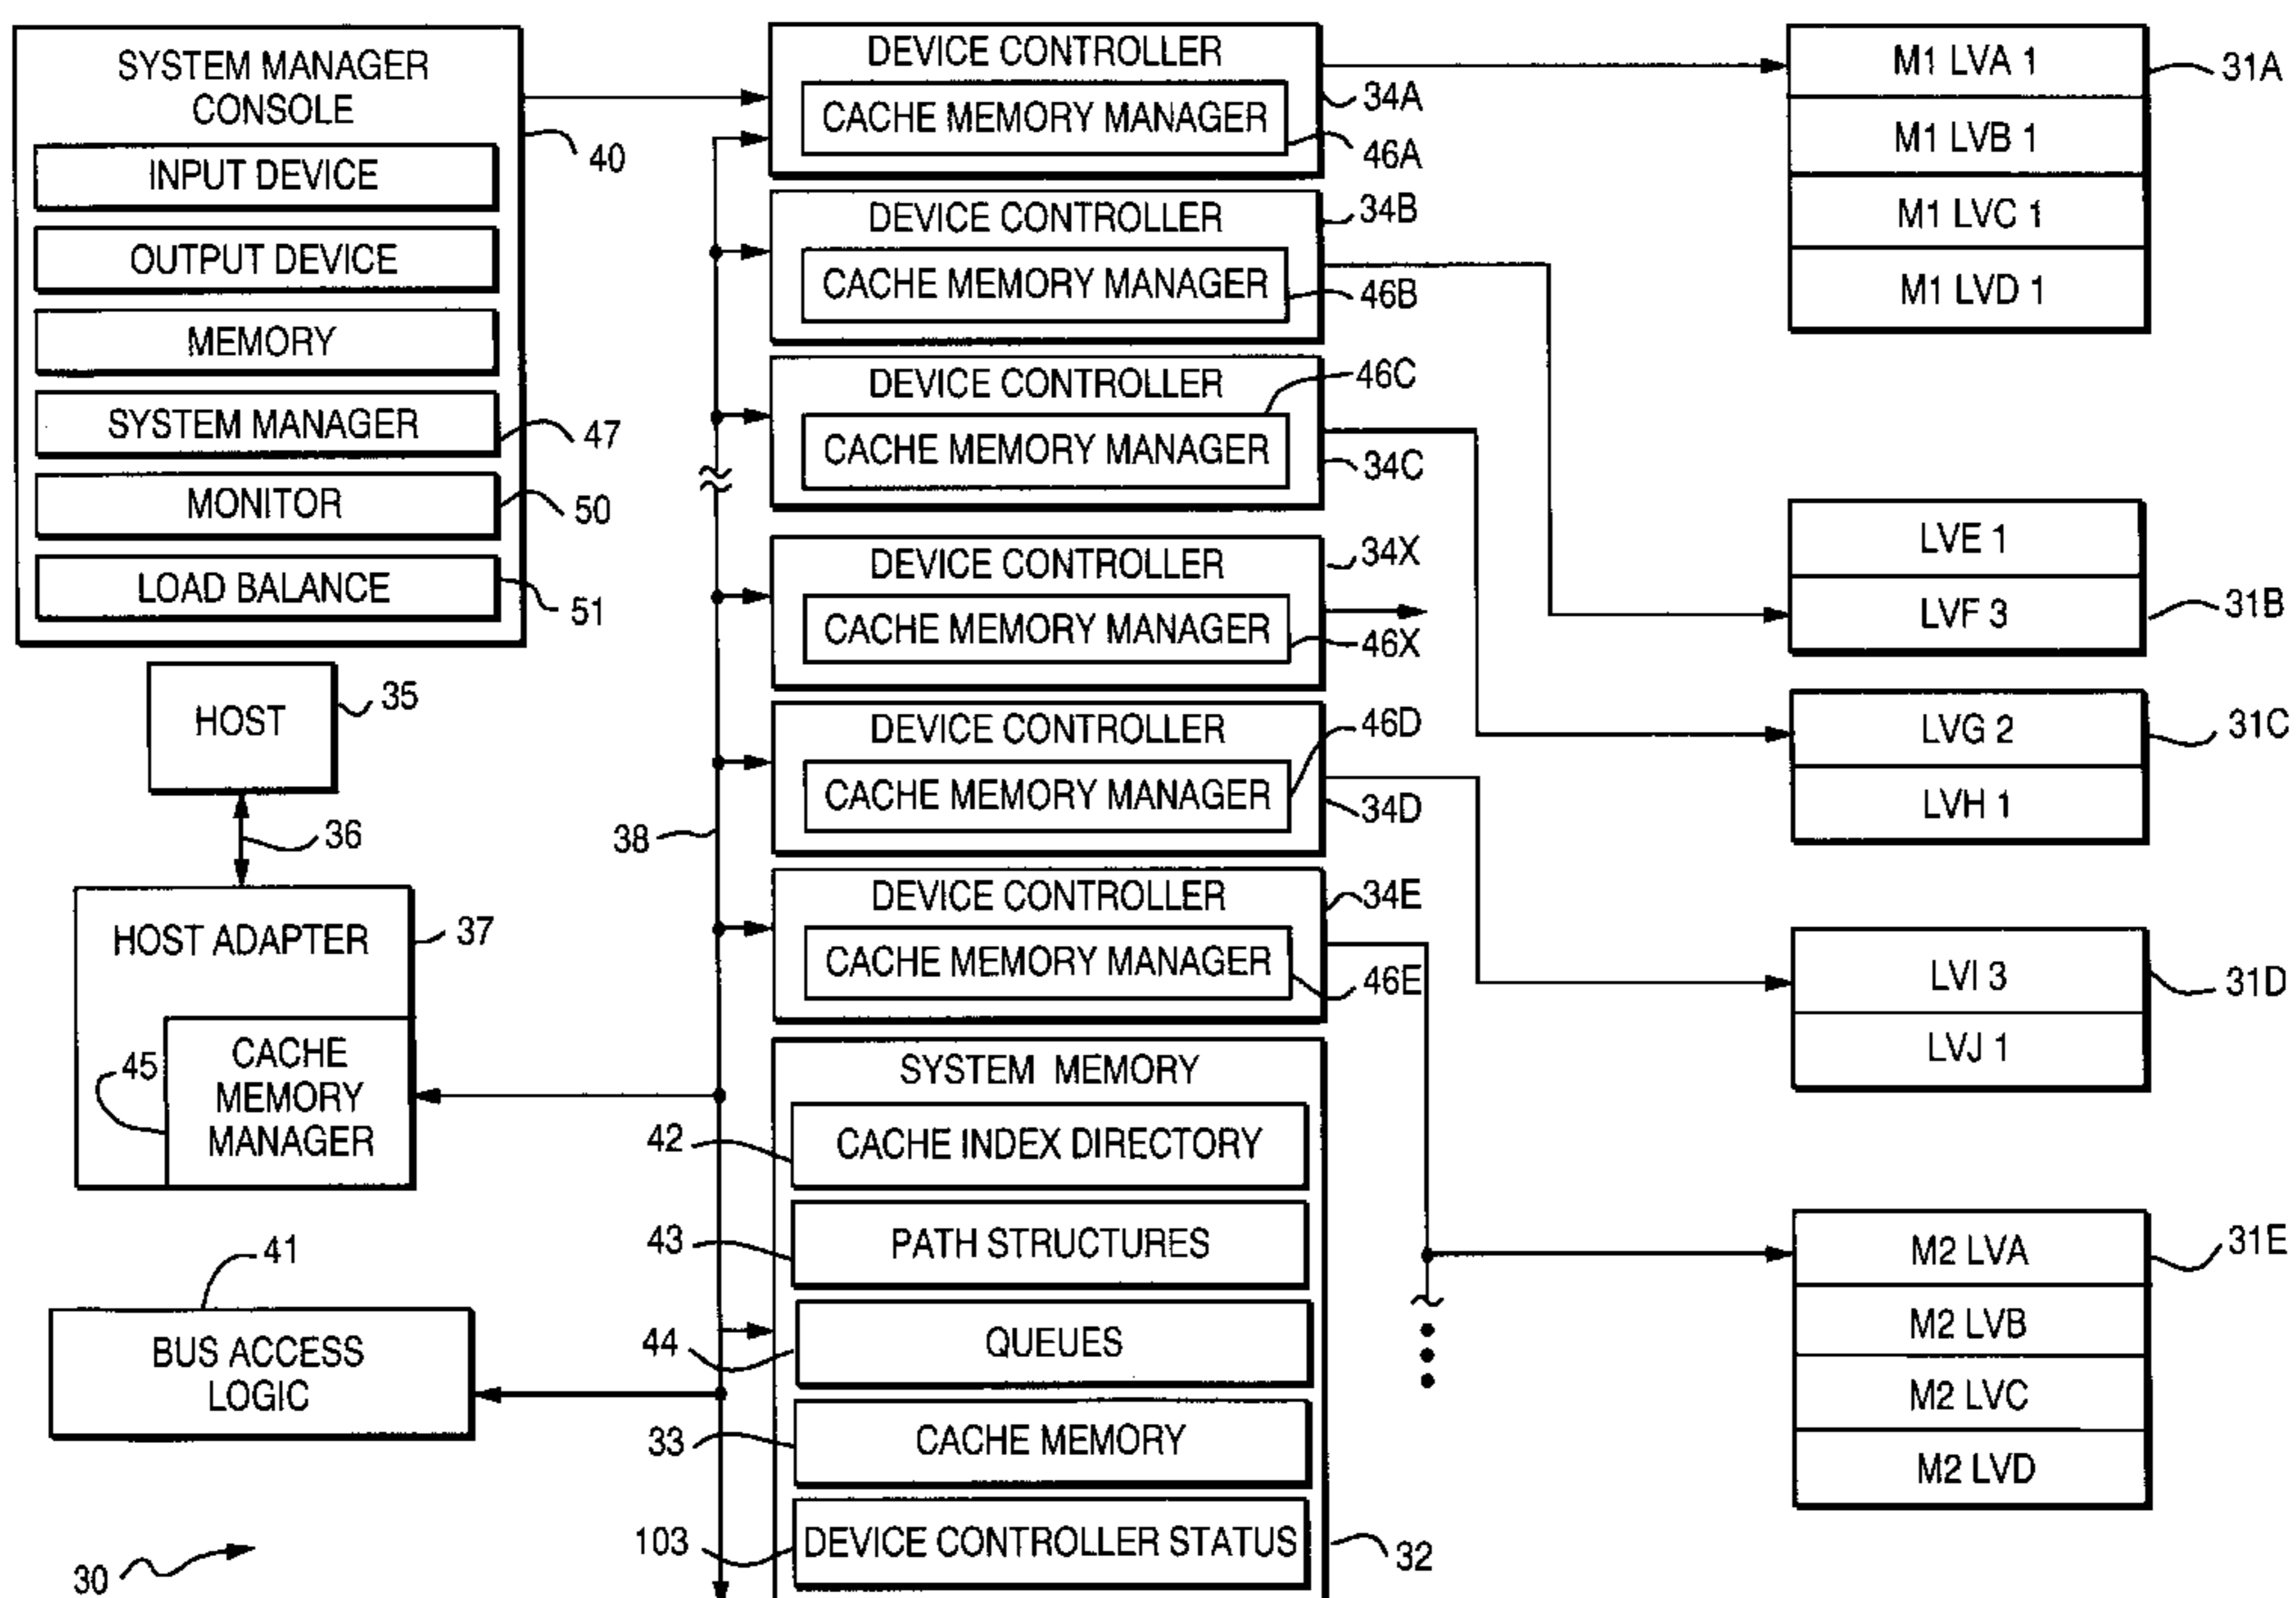 SYSTEM MANAGER
CONSOLE
40
INPUT DEVICE
OUTPUT DEVICE
MEMORY
SYSTEM MANAGER
47
MONITOR
50
LOAD BALANCE
51
HOST
35
36
HOST ADAPTER
37
CACHE
MEMORY
MANAGER
45
BUS ACCESS
LOGIC
41
30
38
DEVICE CONTROLLER
34A
CACHE MEMORY MANAGER
46A
DEVICE CONTROLLER
34B
CACHE MEMORY MANAGER
46B
DEVICE CONTROLLER
46C
CACHE MEMORY MANAGER
34C
DEVICE CONTROLLER
34X
CACHE MEMORY MANAGER
46X
DEVICE CONTROLLER
46D
CACHE MEMORY MANAGER
34D
DEVICE CONTROLLER
34E
CACHE MEMORY MANAGER
46E
SYSTEM MEMORY
42
CACHE INDEX DIRECTORY
43
PATH STRUCTURES
44
QUEUES
33
CACHE MEMORY
103
DEVICE CONTROLLER STATUS
32
M1 LVA 1
31A
M1 LVB 1
M1 LVC 1
M1 LVD 1
LVE 1
LVF 3
31B
LVG 2
31C
LVH 1
LVI 3
31D
LVJ 1
M2 LVA
31E
M2 LVB
M2 LVC
M2 LVD